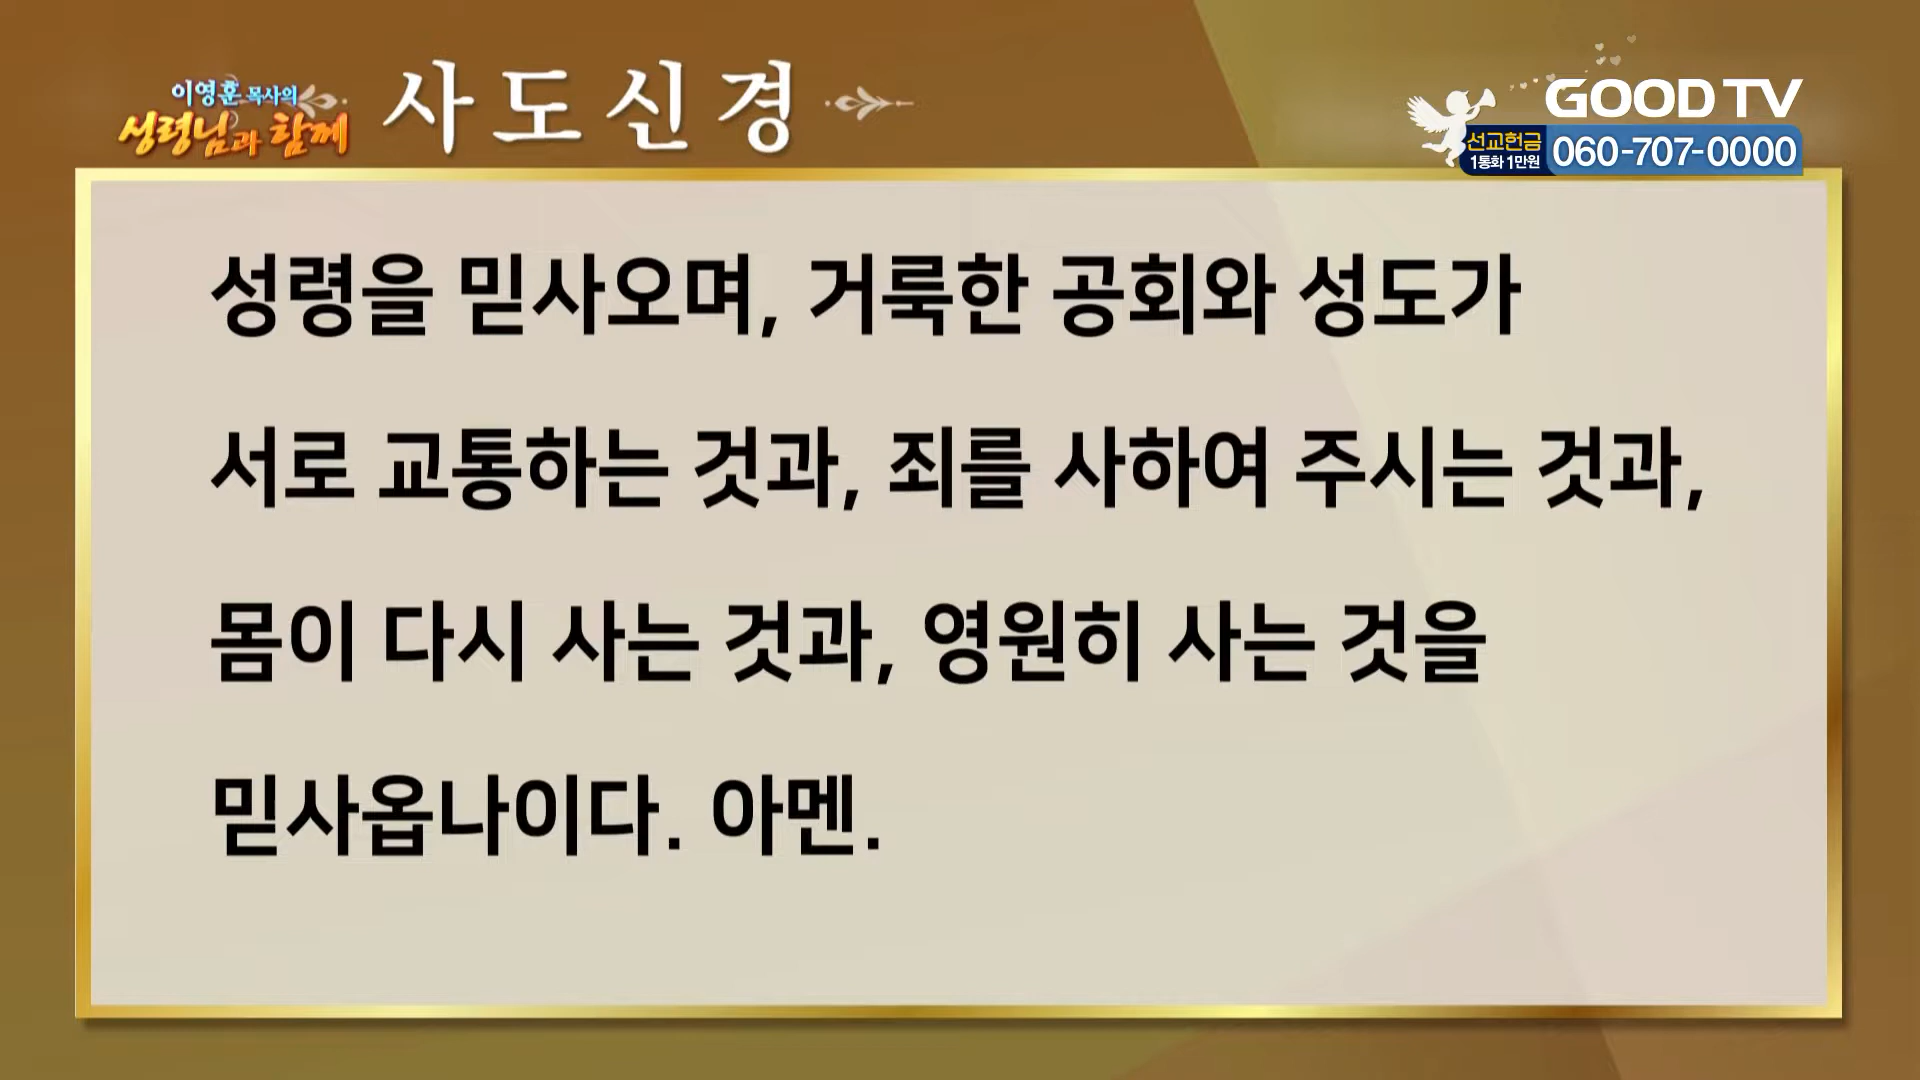 이영훈 목사의
성령님과 함께
사도신경
GOOD TV
선교헌금
1통화 1만원
060-707-0000
성령을 믿사오며, 거룩한 공회와 성도가
서로 교통하는 것과, 죄를 사하여 주시는 것과,
몸이 다시 사는 것과, 영원히 사는 것을
믿사옵나이다. 아멘.